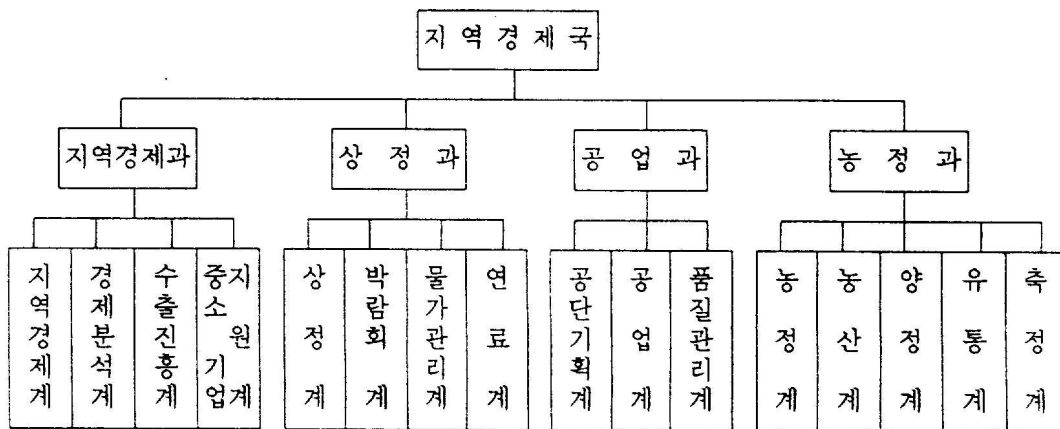 지역경제국
지역경제과
상정과
공업과
농정과
지역경제계
경제분석계
수출진흥계
중소기업지원계
상정계
박람회계
물가관리계
연료계
공단기획계
공업계
품질관리계
농정계
농산계
양정계
유통계
축정계